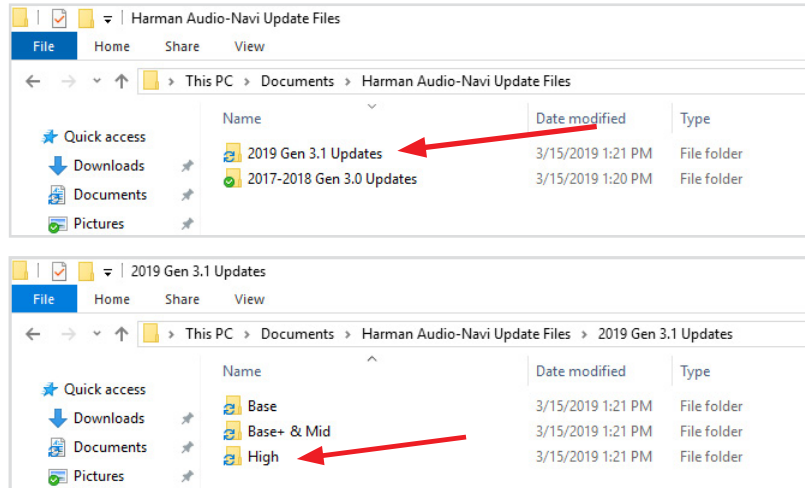 Harman Audio-Navi Update Files
File Home Share View
This PC > Documents > Harman Audio-Navi Update Files
Name Date modified Type
Quick access
2019 Gen 3.1 Updates 3/15/2019 1:21 PM File folder
Downloads
2017-2018 Gen 3.0 Updates 3/15/2019 1:20 PM File folder
Documents
Pictures
2019 Gen 3.1 Updates
File Home Share View
This PC > Documents > Harman Audio-Navi Update Files > 2019 Gen 3.1 Updates
Name Date modified Type
Quick access
Base 3/15/2019 1:21 PM File folder
Downloads
Base+ & Mid 3/15/2019 1:21 PM File folder
Documents
High 3/15/2019 1:21 PM File folder
Pictures